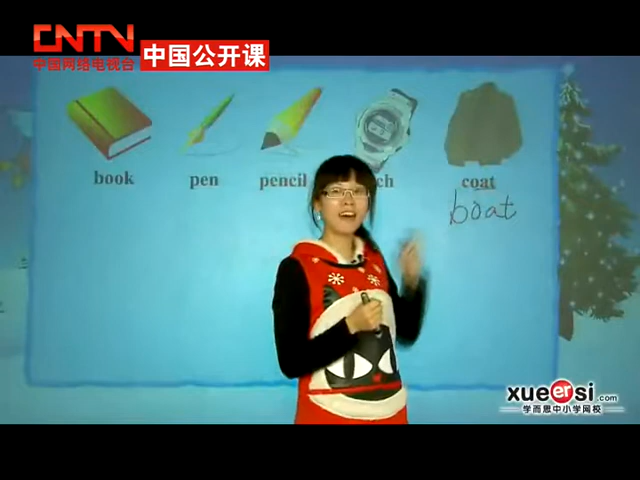 CNTV
中国网络电视台
中国公开课
book
pen
pencil
ch
coat
boat
xueersi.com
学而思中小学网校